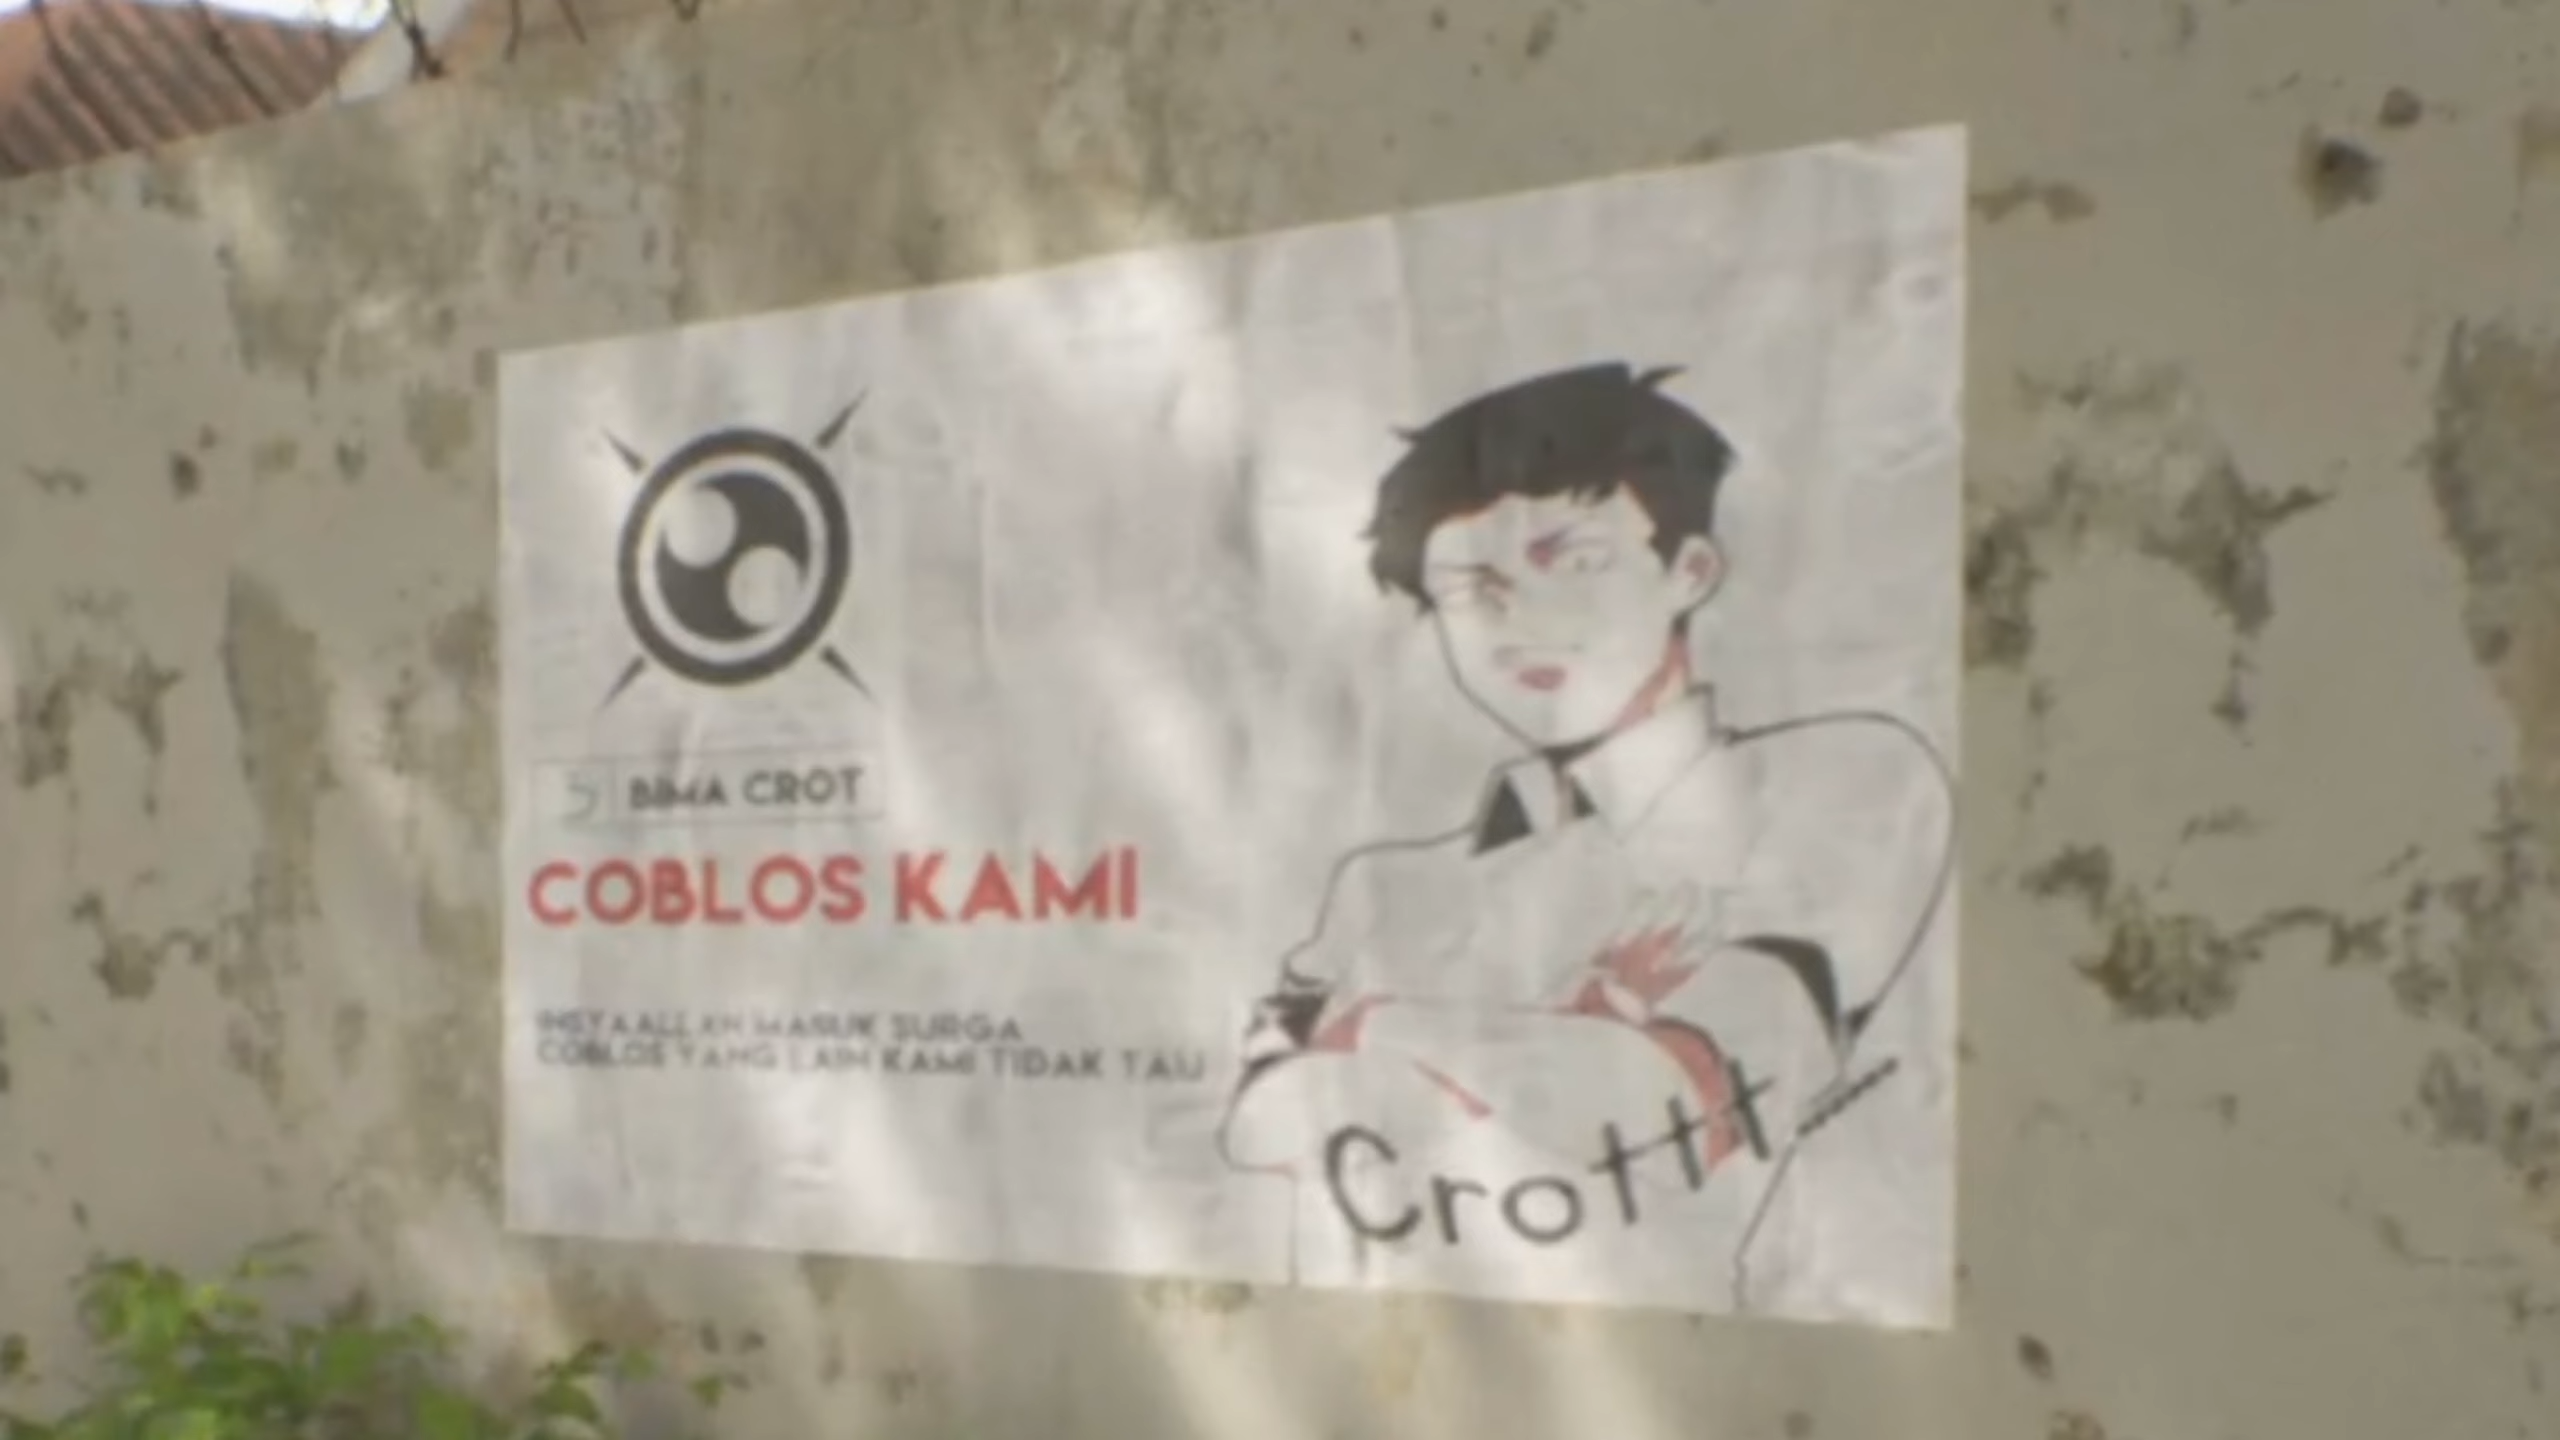 BIMA CROT
COBLOS KAMI
INSYAALLAH MASUK SURGA
COBLOS YANG LAIN KAMI TIDAK TAU
Crottt